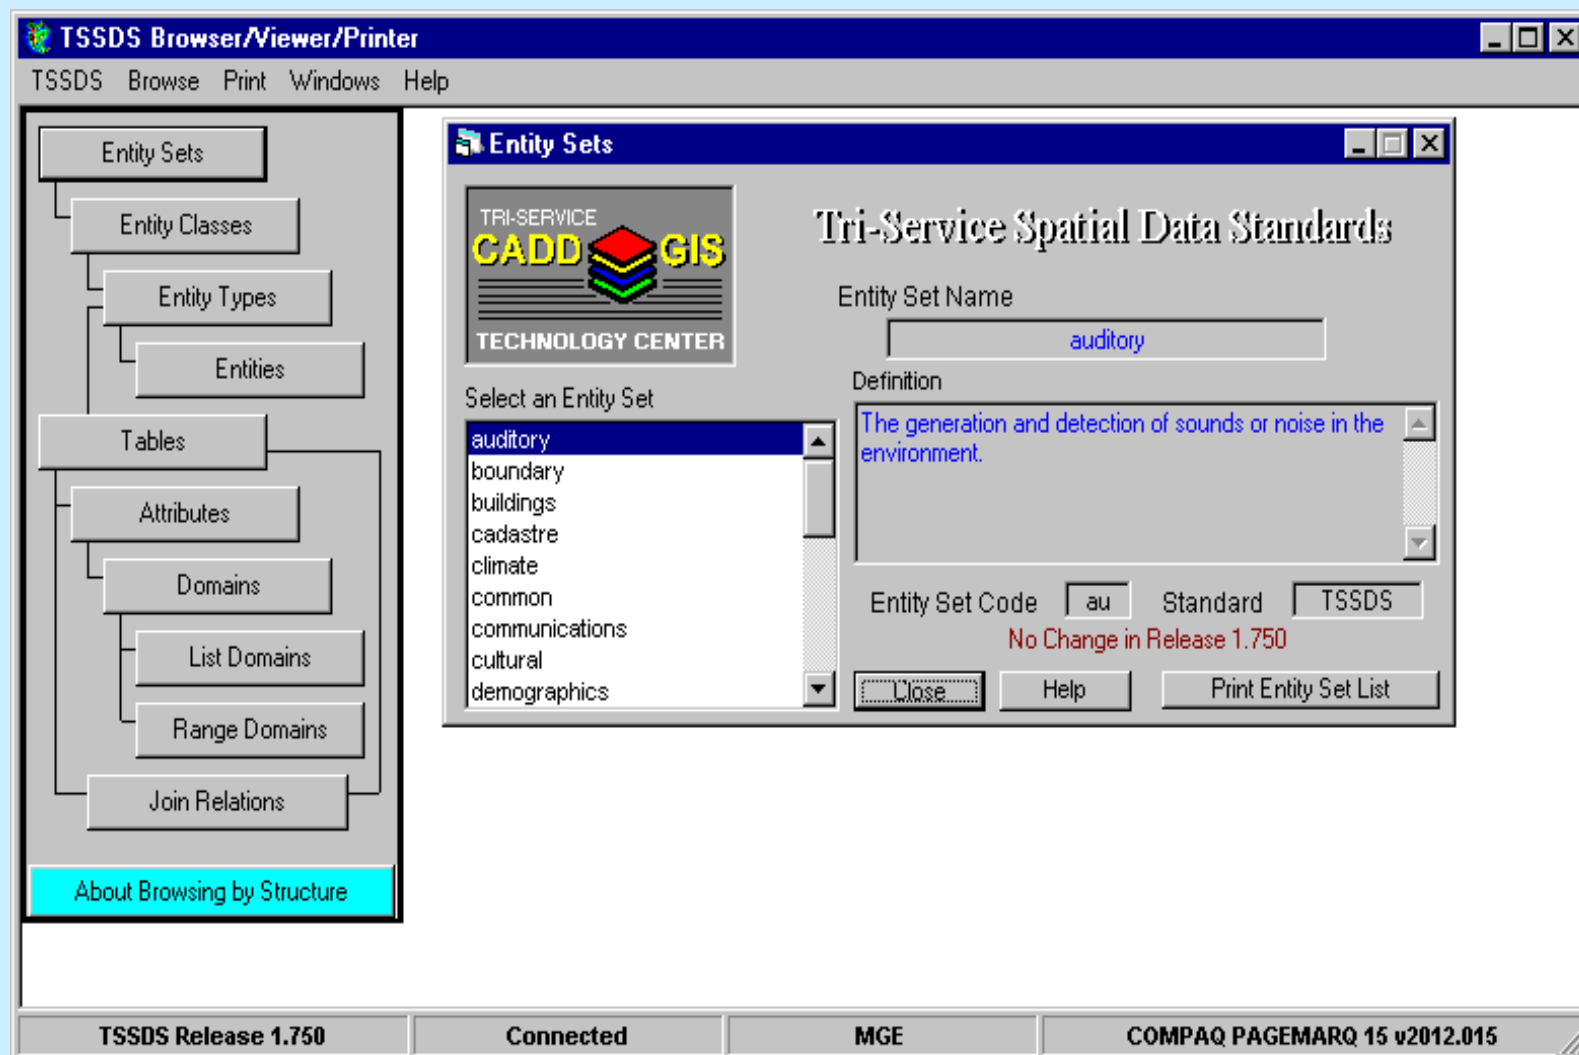 TSSDS Browser/Viewer/Printer
TSSDS Browse Print Windows Help
Entity Sets
Entity Classes
Entity Types
Entities
Tables
Attributes
Domains
List Domains
Range Domains
Join Relations
About Browsing by Structure
Entity Sets
TRI-SERVICE
CADD GIS
TECHNOLOGY CENTER
Tri-Service Spatial Data Standards
Entity Set Name
auditory
Select an Entity Set
auditory
boundary
buildings
cadastre
climate
common
communications
cultural
demographics
Definition
The generation and detection of sounds or noise in the
environment.
Entity Set Code au Standard TSSDS
No Change in Release 1.750
Close Help Print Entity Set List
TSSDS Release 1.750 Connected MGE COMPAQ PAGEMARQ 15 v2012.015